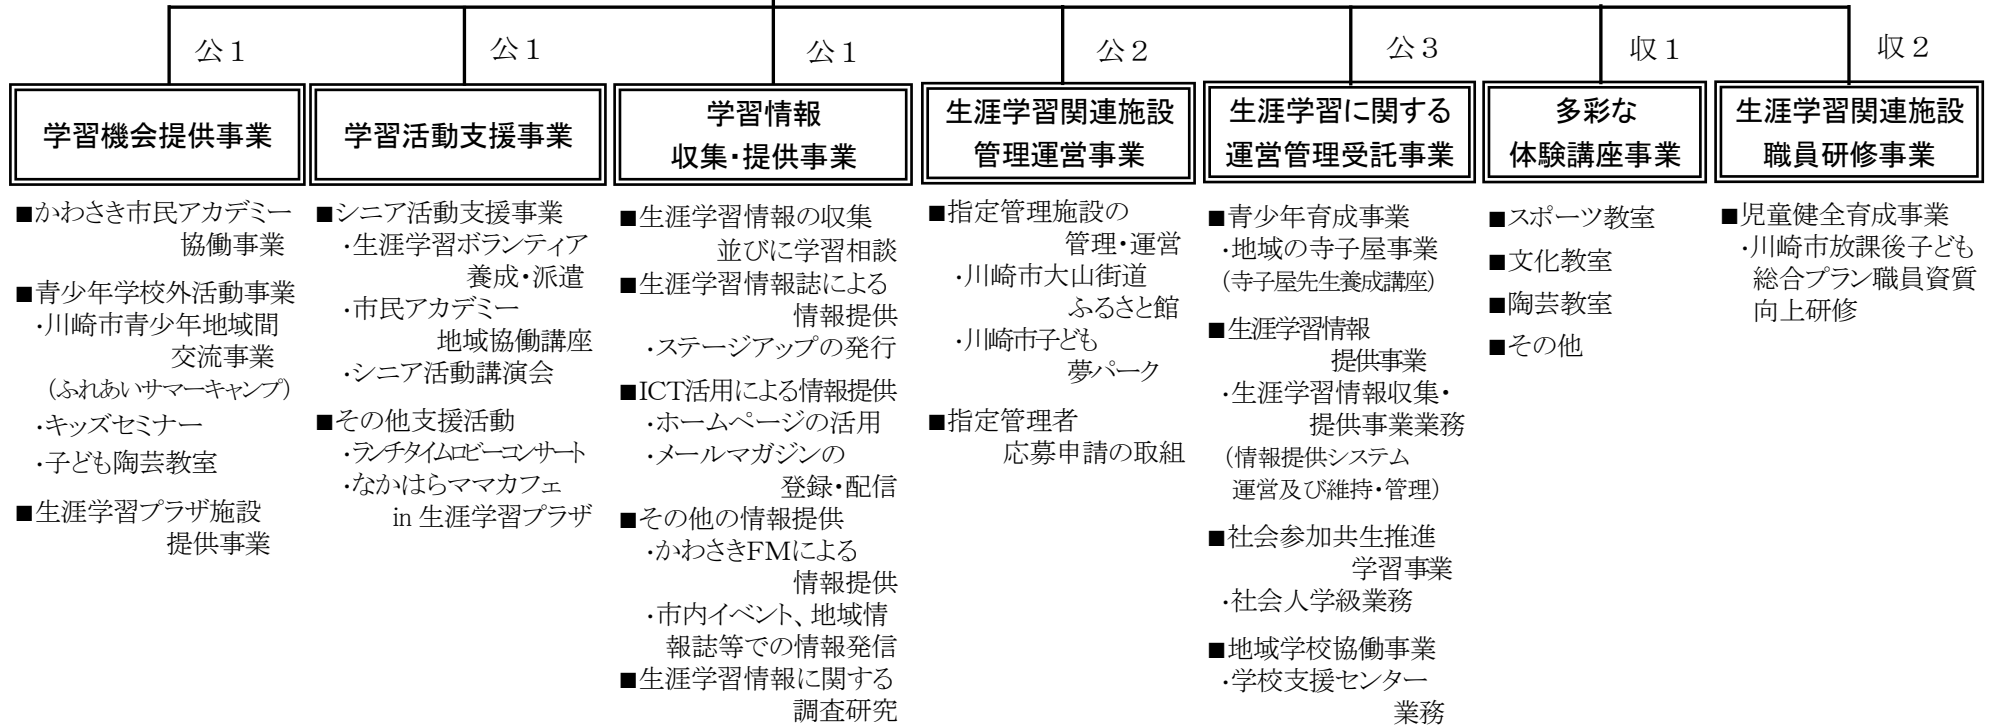 公１
学習機会提供事業
■かわさき市民アカデミー
協働事業
■青少年学校外活動事業
・川崎市青少年地域間
交流事業
（ふれあいサマーキャンプ）
・キッズセミナー
・子ども陶芸教室
■生涯学習プラザ施設
提供事業
公１
学習活動支援事業
■シニア活動支援事業
・生涯学習ボランティア
養成・派遣
・市民アカデミー
地域協働講座
・シニア活動講演会
■その他支援活動
・ランチタイムロビーコンサート
・なかはらママカフェ
in 生涯学習プラザ
公１
学習情報
収集・提供事業
■生涯学習情報の収集
並びに学習相談
■生涯学習情報誌による
情報提供
・ステージアップの発行
■ICT活用による情報提供
・ホームページの活用
・メールマガジンの
登録・配信
■その他の情報提供
・かわさきFMによる
情報提供
・市内イベント、地域情
報誌等での情報発信
■生涯学習情報に関する
調査研究
公２
生涯学習関連施設
管理運営事業
■指定管理施設の
管理・運営
・川崎市大山街道
ふるさと館
・川崎市子ども
夢パーク
■指定管理者
応募申請の取組
公３
生涯学習に関する
運営管理受託事業
■青少年育成事業
・地域の寺子屋事業
（寺子屋先生養成講座）
■生涯学習情報
提供事業
・生涯学習情報収集・
提供事業業務
（情報提供システム
運営及び維持・管理）
■社会参加共生推進
学習事業
・社会人学級業務
■地域学校協働事業
・学校支援センター
業務
収１
多彩な
体験講座事業
■スポーツ教室
■文化教室
■陶芸教室
■その他
収２
生涯学習関連施設
職員研修事業
■児童健全育成事業
・川崎市放課後子ども
総合プラン職員資質
向上研修